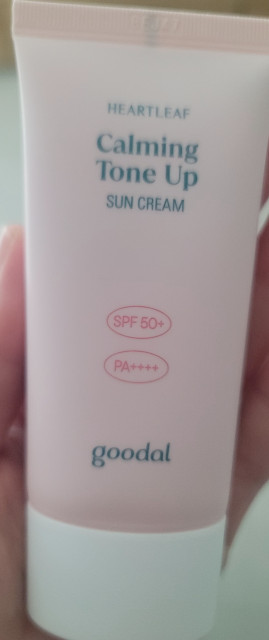 HEARTLEAF
Calming
Tone Up
SUN CREAM
SPF 50+
PA++++
goodal